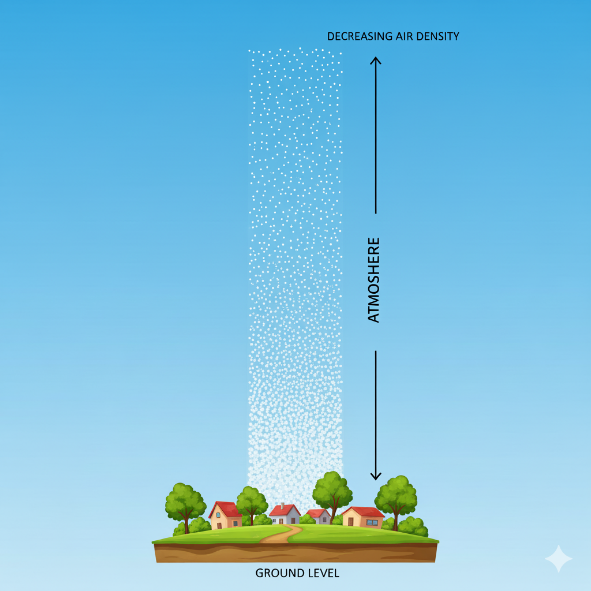 DECREASING AIR DENSITY
ATMOSHERE
GROUND LEVEL